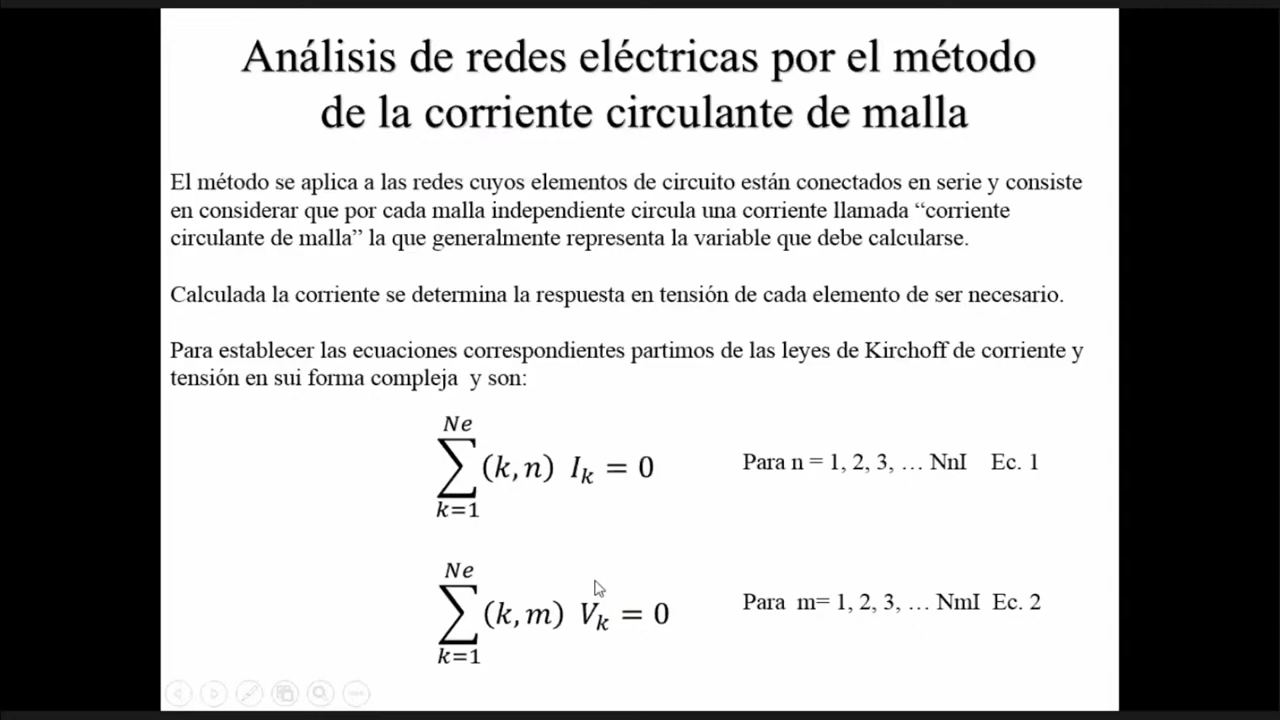 Análisis de redes eléctricas por el método
de la corriente circulante de malla
El método se aplica a las redes cuyos elementos de circuito están conectados en serie y consiste
en considerar que por cada malla independiente circula una corriente llamada “corriente
circulante de malla” la que generalmente representa la variable que debe calcularse.
Calculada la corriente se determina la respuesta en tensión de cada elemento de ser necesario.
Para establecer las ecuaciones correspondientes partimos de las leyes de Kirchoff de corriente y
tensión en sui forma compleja y son:
Ne
∑ (k, n) I_k = 0 Para n = 1, 2, 3, … NnI Ec. 1
k=1
Ne
∑ (k, m) V_k = 0 Para m= 1, 2, 3, … NmI Ec. 2
k=1